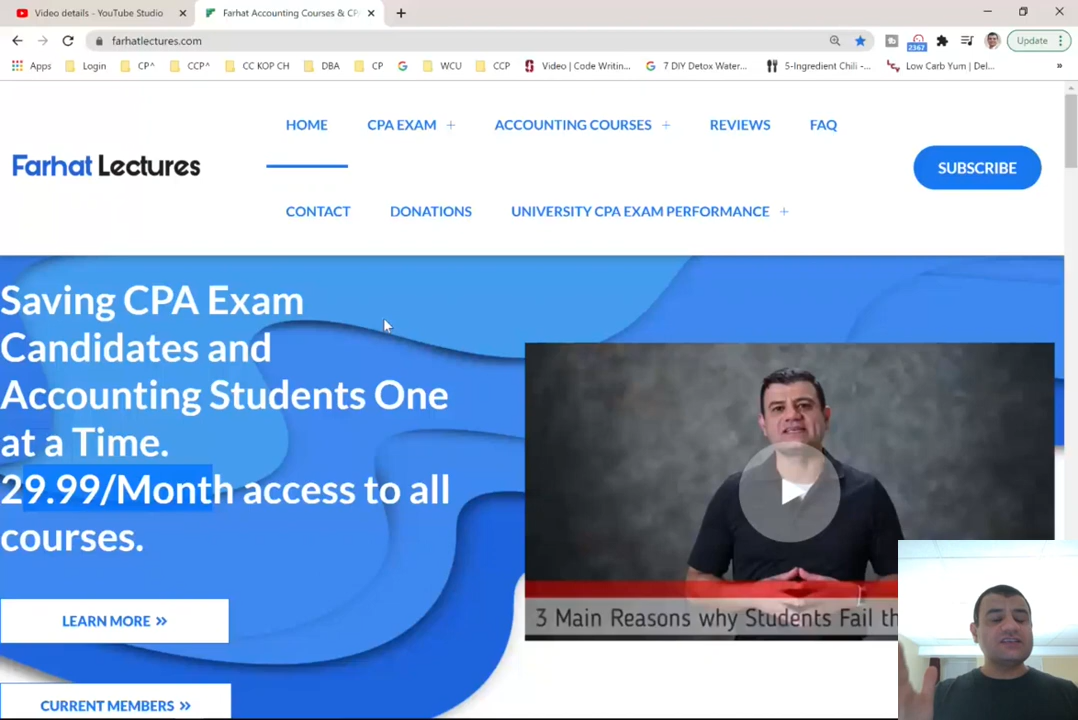 Video details - YouTube Studio
Farhat Accounting Courses & CP
farhatlectures.com
2367
Update
Apps
Login
CP^
CCP^
CC KOP CH
DBA
CP
WCU
CCP
Video | Code Writin...
7 DIY Detox Water...
5-Ingredient Chili -...
Low Carb Yum | Del...
»
HOME
CPA EXAM +
ACCOUNTING COURSES +
REVIEWS
FAQ
Farhat Lectures
SUBSCRIBE
CONTACT
DONATIONS
UNIVERSITY CPA EXAM PERFORMANCE +
Saving CPA Exam
Candidates and
Accounting Students One
at a Time.
29.99/Month access to all
courses.
3 Main Reasons why Students Fail th
LEARN MORE »
CURRENT MEMBERS »